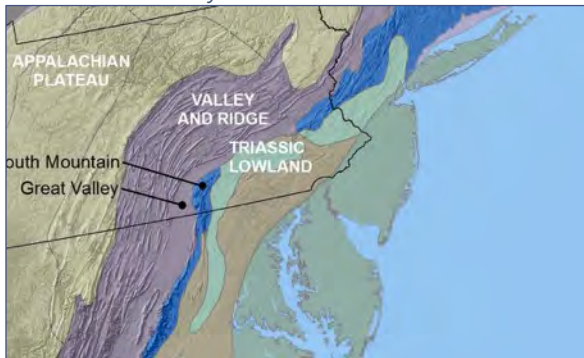 APPALACHIAN
PLATEAU
VALLEY
AND RIDGE
TRIASSIC
LOWLAND
outh Mountain
Great Valley